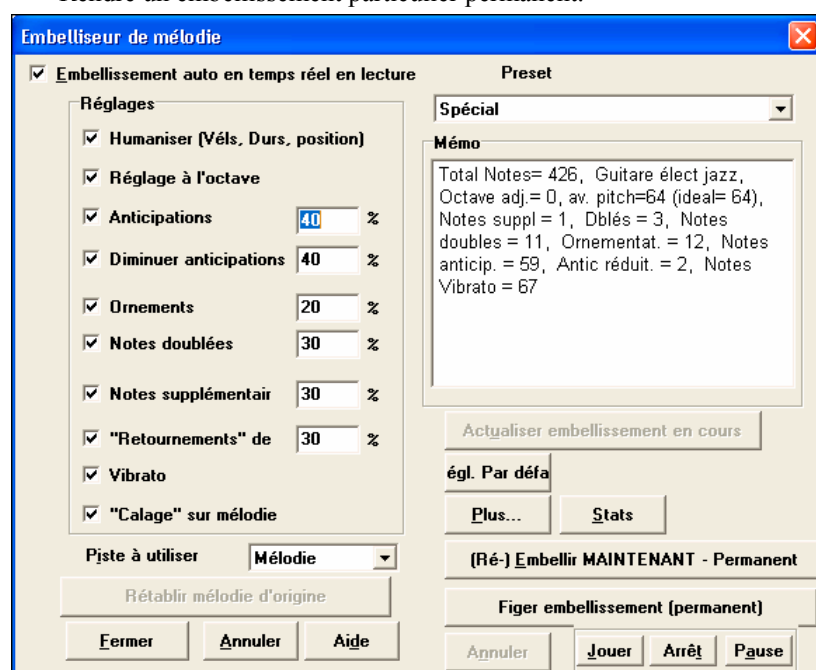 Rendre un embellissement particulier permanent.
Embelliseur de mélodie
Embellissement auto en temps réel en lecture
Preset
Réglages
Spécial
Humaniser (Véls, Durs, position)
Mémo
Total Notes= 426, Guitare élect jazz,
Octave adj.= 0, av. pitch=64 (ideal= 64),
Notes suppl = 1, Dblés = 3, Notes
doubles = 11, Ornementat. = 12, Notes
anticip. = 59, Antic réduit. = 2, Notes
Vibrato = 67
Réglage à l'octave
Anticipations 40 %
Diminuer anticipations 40 %
Ornements 20 %
Notes doublées 30 %
Notes supplémentair 30 %
"Retournements" de 30 %
Vibrato
"Calage" sur mélodie
Actualiser embellissement en cours
égl. Par défa
Plus... Stats
Piste à utiliser Mélodie
(Ré-) Embellir MAINTENANT - Permanent
Rétablir mélodie d'origine
Figer embellissement (permanent)
Fermer Annuler Aide
Annuler Jouer Arrêt Pause